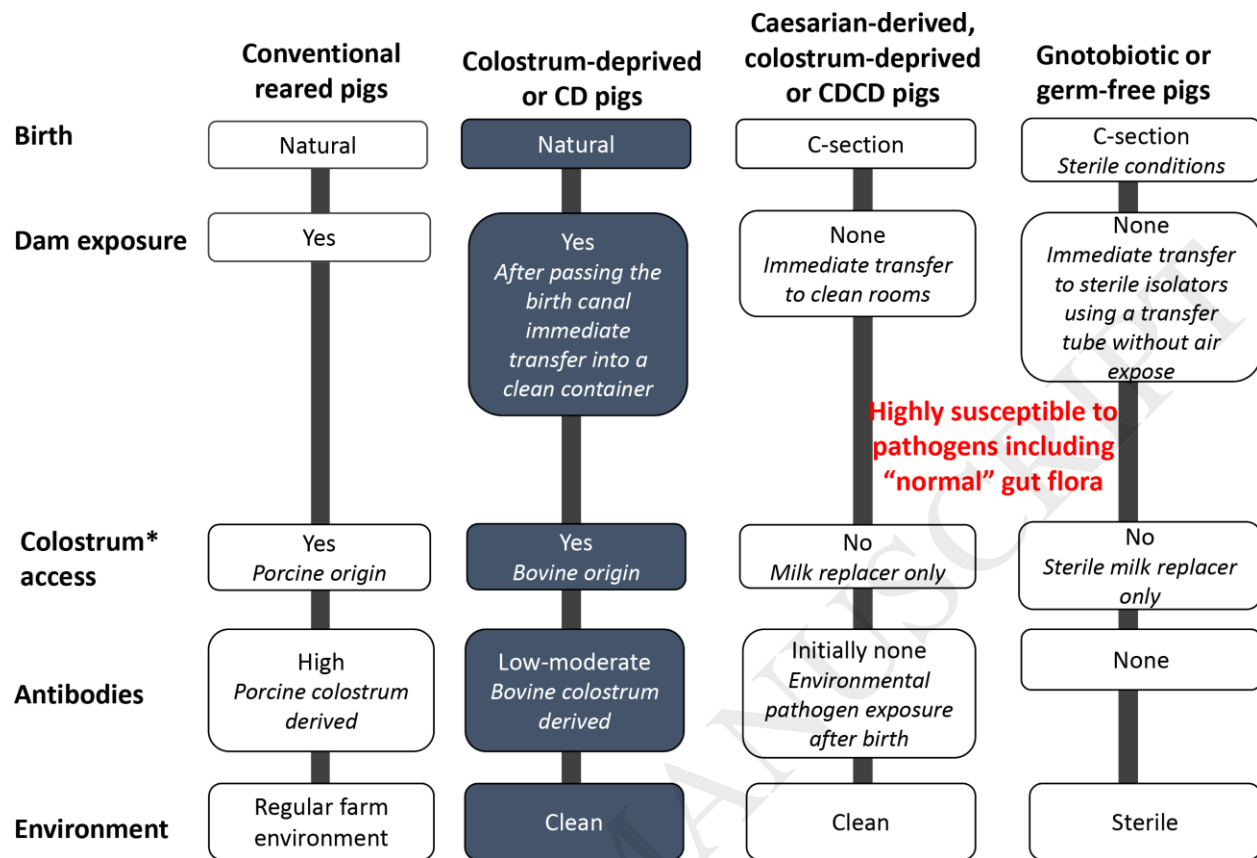 Conventional
reared pigs
Colostrum-deprived
or CD pigs
Caesarian-derived,
colostrum-deprived
or CDCD pigs
Gnotobiotic or
germ-free pigs
Birth
Natural
Natural
C-section
C-section
Sterile conditions
Dam exposure
Yes
Yes
After passing the
birth canal
immediate
transfer into a
clean container
None
Immediate transfer
to clean rooms
None
Immediate transfer
to sterile isolators
using a transfer
tube without air
expose
Highly susceptible to
pathogens including
“normal” gut flora
Colostrum*
access
Yes
Porcine origin
Yes
Bovine origin
No
Milk replacer only
No
Sterile milk replacer
only
Antibodies
High
Porcine colostrum
derived
Low-moderate
Bovine colostrum
derived
Initially none
Environmental
pathogen exposure
after birth
None
Environment
Regular farm
environment
Clean
Clean
Sterile
MANUSCRIPT